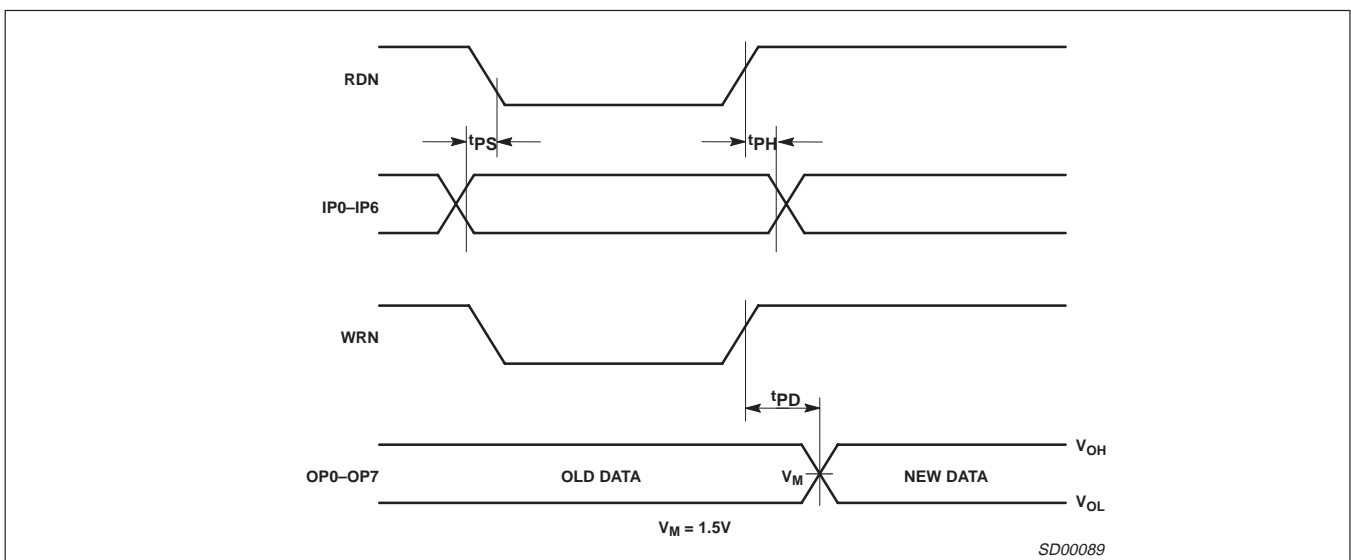 RDN
tPS
tPH
IP0–IP6
WRN
tPD
VOH
OP0–OP7 OLD DATA VM NEW DATA
VOL
VM = 1.5V
SD00089